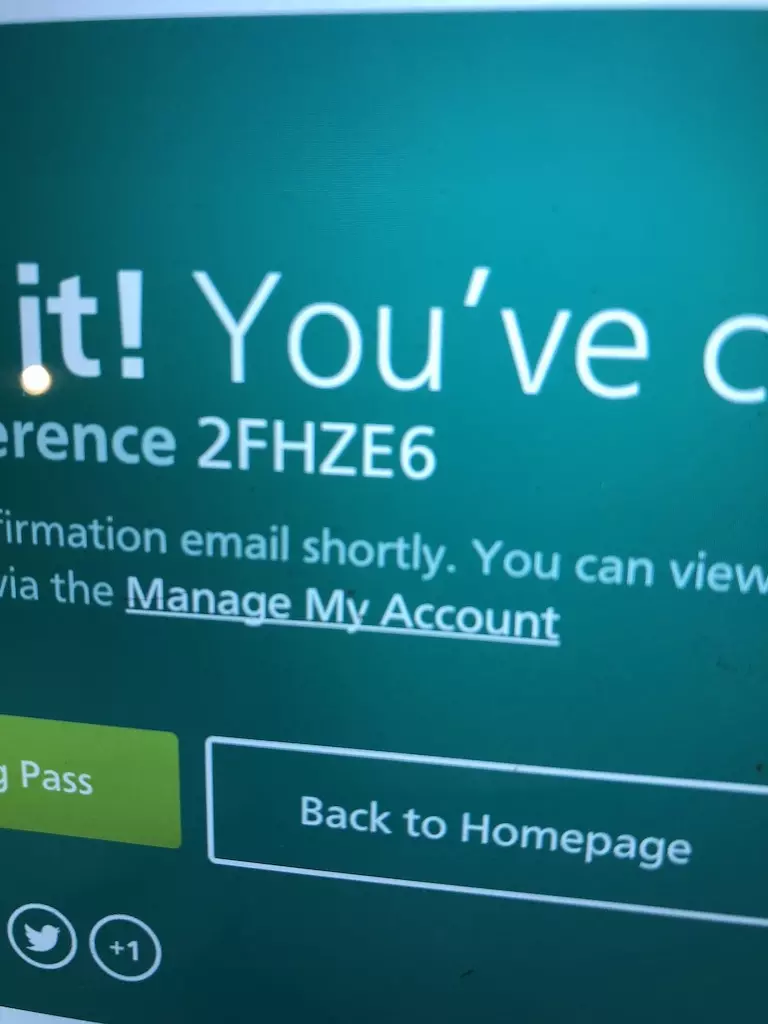 it! You've c
erence 2FHZE6
firmation email shortly. You can view
via the Manage My Account
g Pass
Back to Homepage
+1